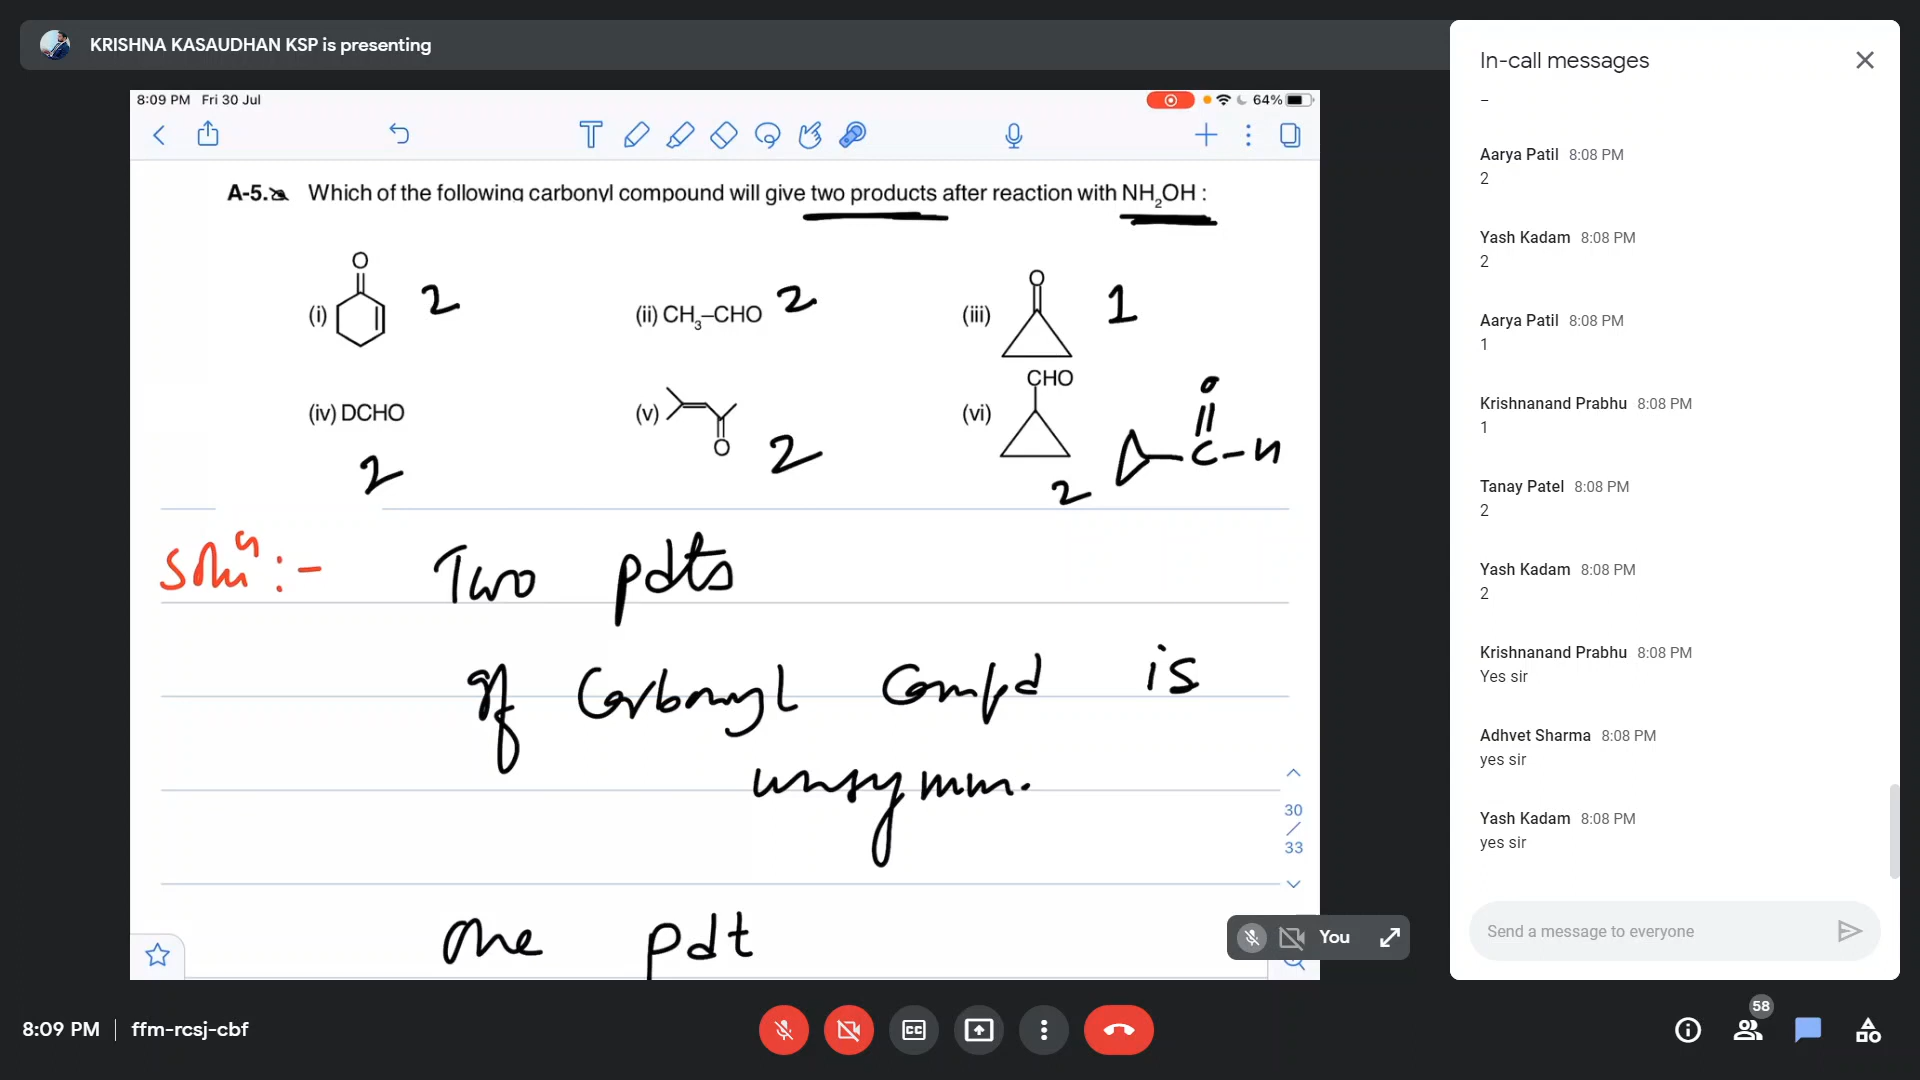 KRISHNA KASAUDHAN KSP is presenting
8:09 PM Fri 30 Jul
64%
A-5. Which of the following carbonyl compound will give two products after reaction with NH₂OH :
(i) O 2
(ii) CH₃–CHO 2
(iii) O 1
(iv) DCHO 2
(v) O 2
(vi) CHO 2
O
C–H
Solⁿ :-
Two pdts
If Carbonyl Compd is
unsymm.
one pdt
30
/
33
You
In-call messages
–
Aarya Patil 8:08 PM
2
Yash Kadam 8:08 PM
2
Aarya Patil 8:08 PM
1
Krishnanand Prabhu 8:08 PM
1
Tanay Patel 8:08 PM
2
Yash Kadam 8:08 PM
2
Krishnanand Prabhu 8:08 PM
Yes sir
Adhvet Sharma 8:08 PM
yes sir
Yash Kadam 8:08 PM
yes sir
Send a message to everyone
8:09 PM | ffm-rcsj-cbf
CC
58